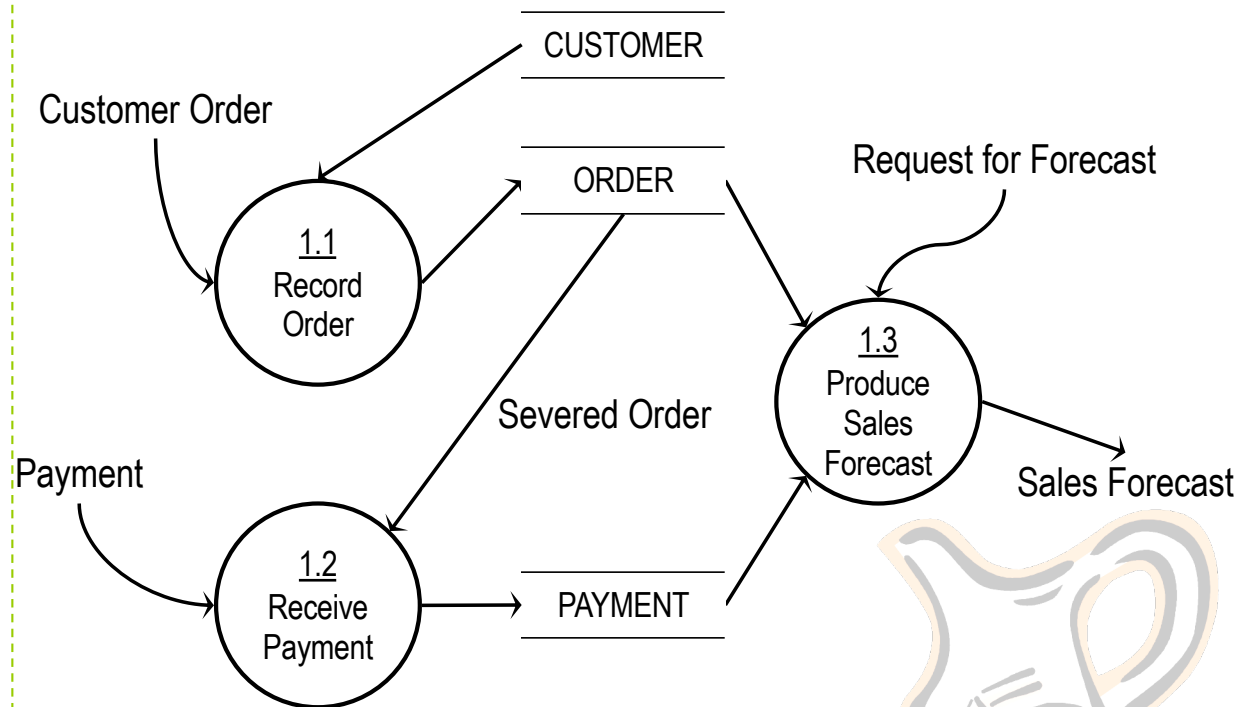 CUSTOMER
Customer Order
ORDER
Request for Forecast
1.1
Record
Order
1.3
Produce
Sales
Forecast
Severed Order
Payment
Sales Forecast
1.2
Receive
Payment
PAYMENT